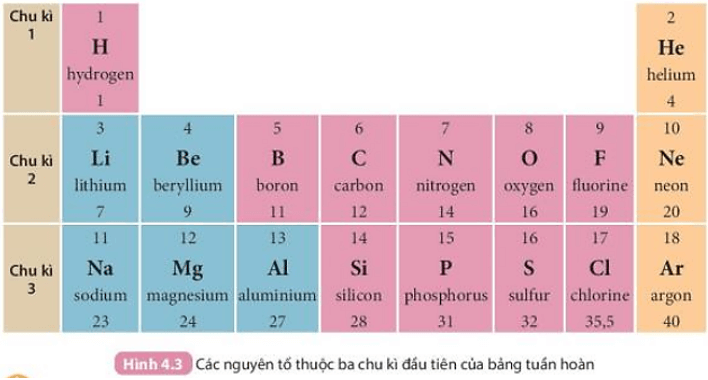 Chu kì 1
1 2
H He
hydrogen helium
1 4
Chu kì 2
3 4 5 6 7 8 9 10
Li Be B C N O F Ne
lithium beryllium boron carbon nitrogen oxygen fluorine neon
7 9 11 12 14 16 19 20
Chu kì 3
11 12 13 14 15 16 17 18
Na Mg Al Si P S Cl Ar
sodium magnesium aluminium silicon phosphorus sulfur chlorine argon
23 24 27 28 31 32 35,5 40
Hình 4.3 Các nguyên tố thuộc ba chu kì đầu tiên của bảng tuần hoàn